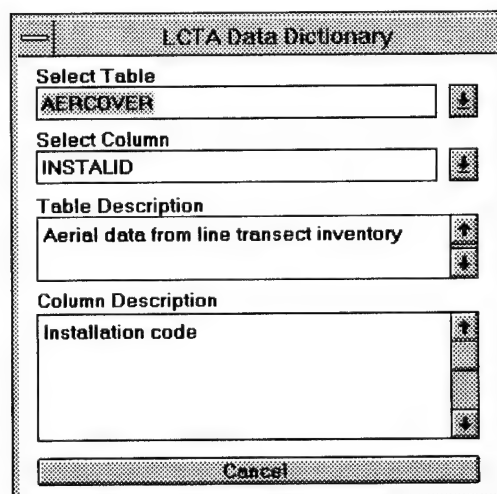 LCTA Data Dictionary
Select Table
AERCOVER
Select Column
INSTALID
Table Description
Aerial data from line transect inventory
Column Description
Installation code
Cancel